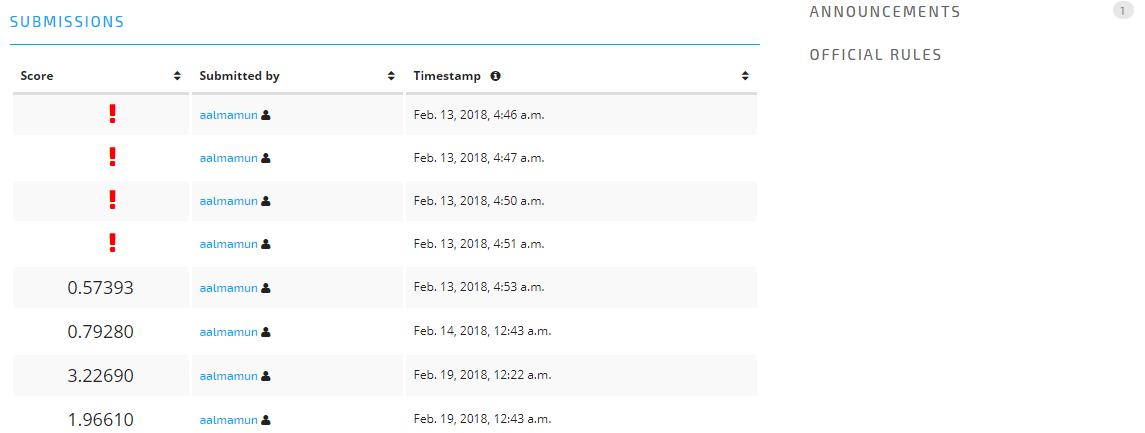 SUBMISSIONS
Score Submitted by Timestamp
aalmamun Feb. 13, 2018, 4:46 a.m.
aalmamun Feb. 13, 2018, 4:47 a.m.
aalmamun Feb. 13, 2018, 4:50 a.m.
aalmamun Feb. 13, 2018, 4:51 a.m.
0.57393 aalmamun Feb. 13, 2018, 4:53 a.m.
0.79280 aalmamun Feb. 14, 2018, 12:43 a.m.
3.22690 aalmamun Feb. 19, 2018, 12:22 a.m.
1.96610 aalmamun Feb. 19, 2018, 12:43 a.m.
ANNOUNCEMENTS 1
OFFICIAL RULES